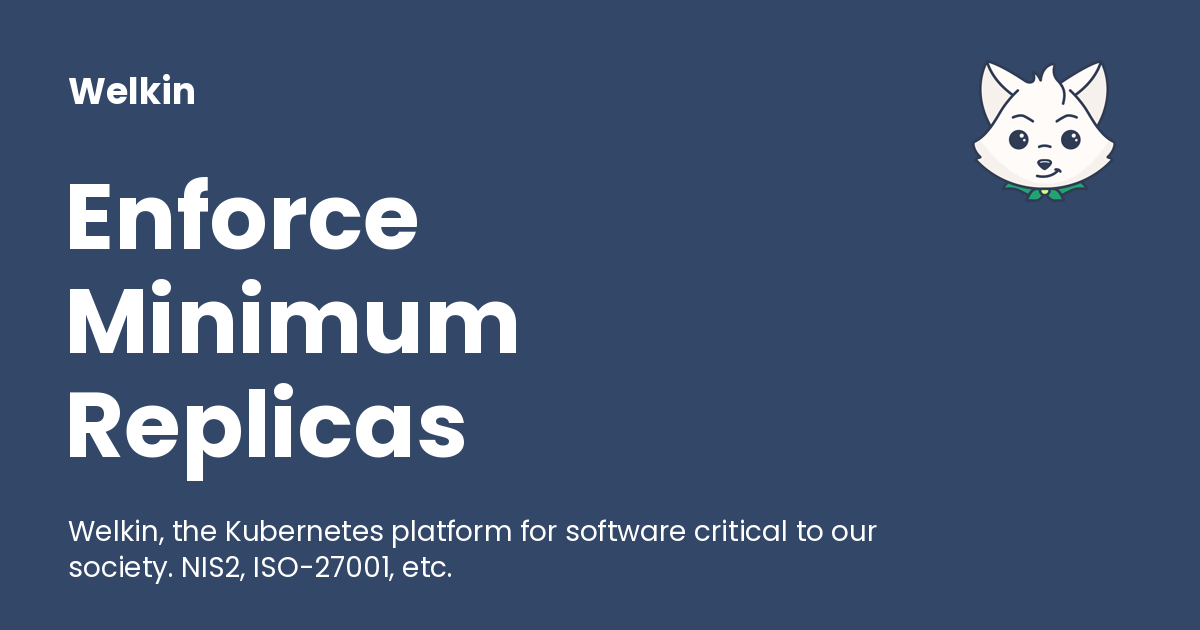 Welkin
Enforce
Minimum
Replicas
Welkin, the Kubernetes platform for software critical to our
society. NIS2, ISO-27001, etc.